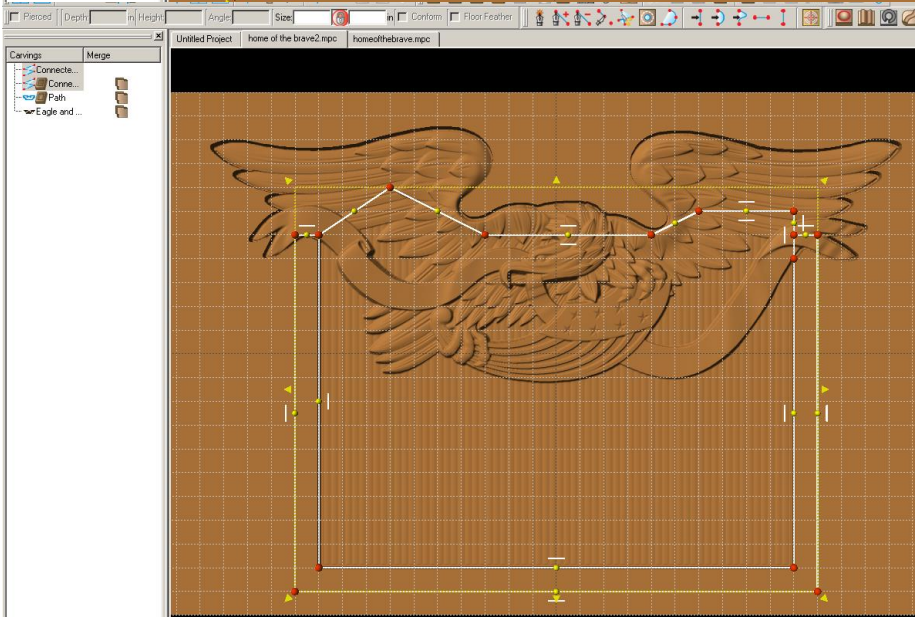 Pierced Depth: in Height: Angle: Size: in Conform Floor Feather
Untitled Project home of the brave2.mpc homeofthebrave.mpc
Carvings Merge
Connecte...
Conne...
Path
Eagle and ...